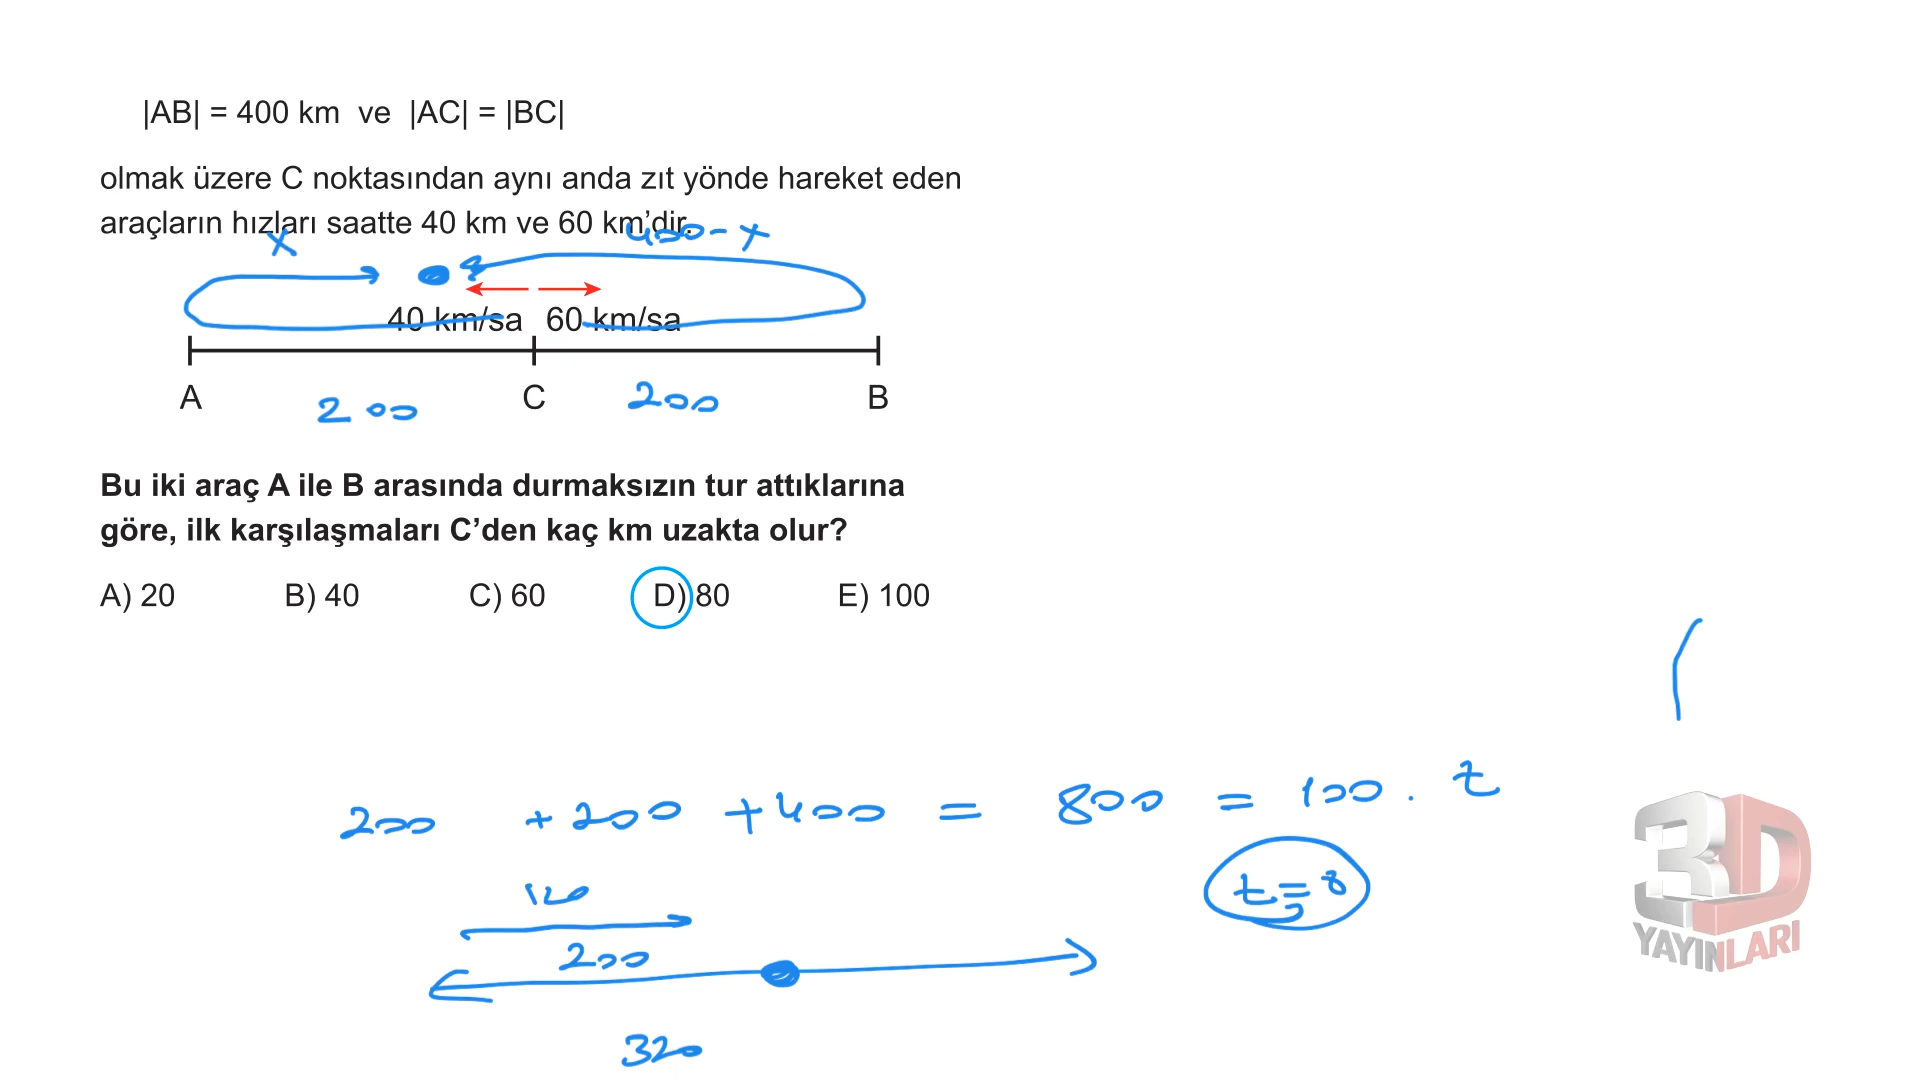 |AB| = 400 km ve |AC| = |BC|
olmak üzere C noktasından aynı anda zıt yönde hareket eden
araçların hızları saatte 40 km ve 60 km'dir.
x 400-x
40 km/sa 60 km/sa
A C B
200 200
Bu iki araç A ile B arasında durmaksızın tur attıklarına
göre, ilk karşılaşmaları C'den kaç km uzakta olur?
A) 20 B) 40 C) 60 D) 80 E) 100
200 + 200 + 400 = 800 = 100 . t
t = 8
120
200
320
3D
YAYINLARI